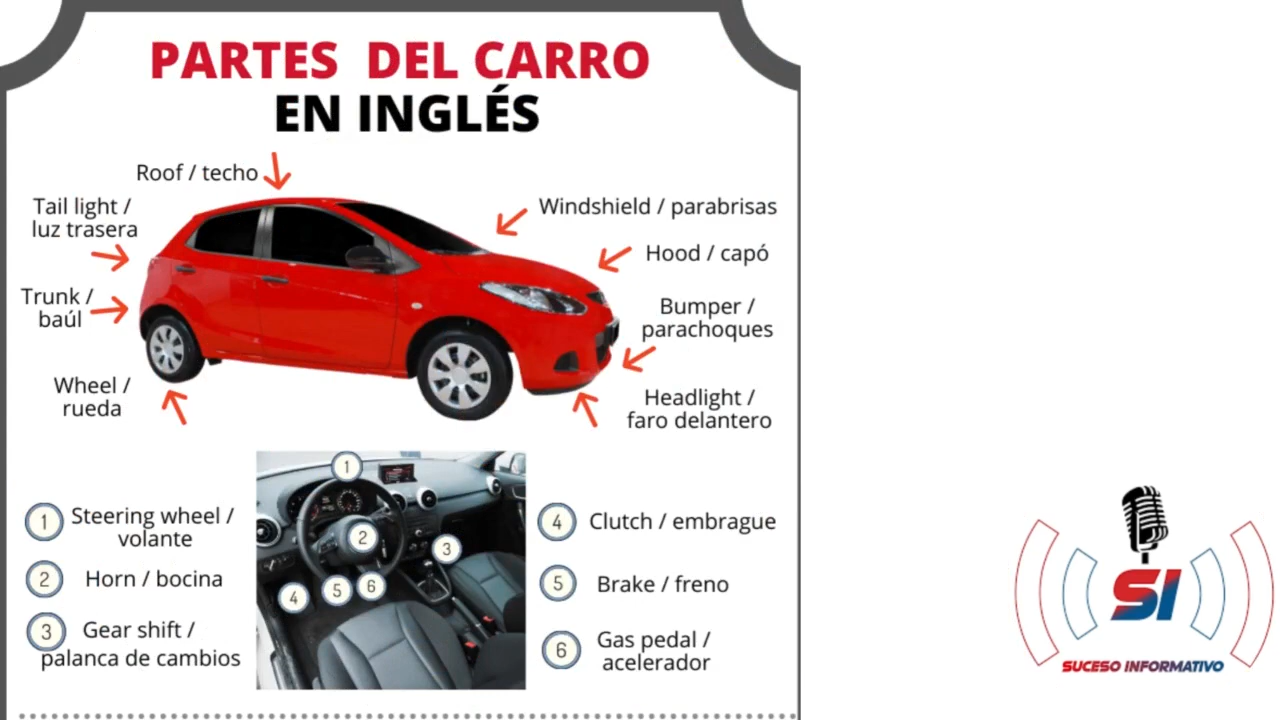 PARTES DEL CARRO
EN INGLÉS
Roof / techo
Tail light /
luz trasera
Trunk /
baúl
Wheel /
rueda
Windshield / parabrisas
Hood / capó
Bumper /
parachoques
Headlight /
faro delantero
1 Steering wheel /
volante
2 Horn / bocina
3 Gear shift /
palanca de cambios
1
2
3
4
5
6
4 Clutch / embrague
5 Brake / freno
6 Gas pedal /
acelerador
SI
SUCESO INFORMATIVO